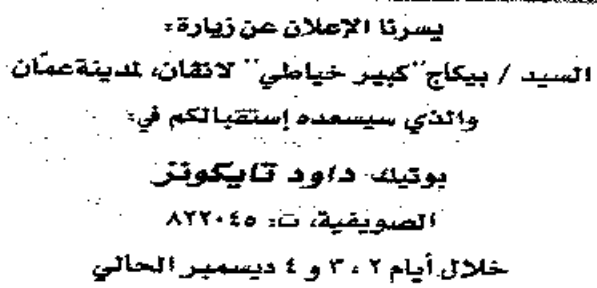 يسرنا الإعلان عن زيارة:
السيد / بيكاج "كبير خياطي" لانفان، لمدينة عمّان
والذي سيسعده إستقبالكم في:
بوتيك داود تايكونز
الصويفية، ت: ٨٢٢٠٤٥
خلال أيام ٢ ، ٣ و ٤ ديسمبر الحالي